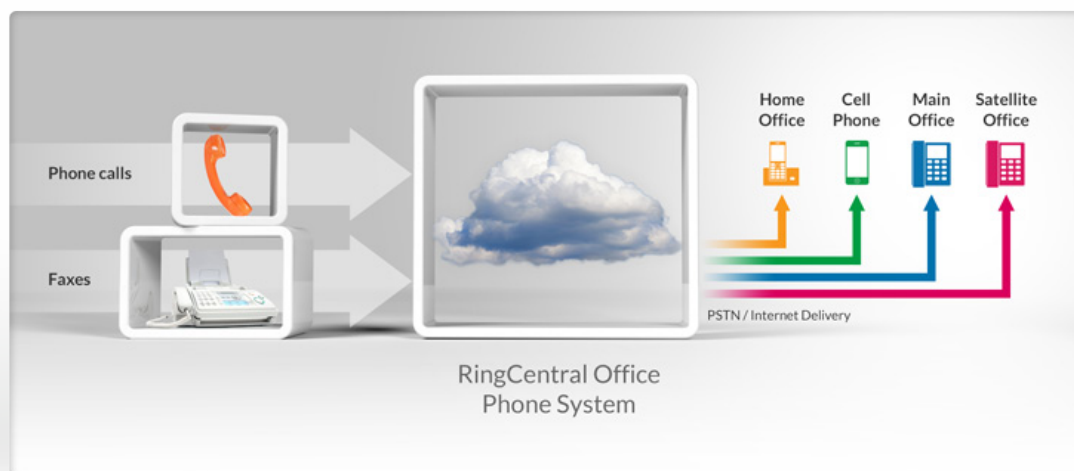 Phone calls
Faxes
Home
Office
Cell
Phone
Main
Office
Satellite
Office
PSTN / Internet Delivery
RingCentral Office
Phone System